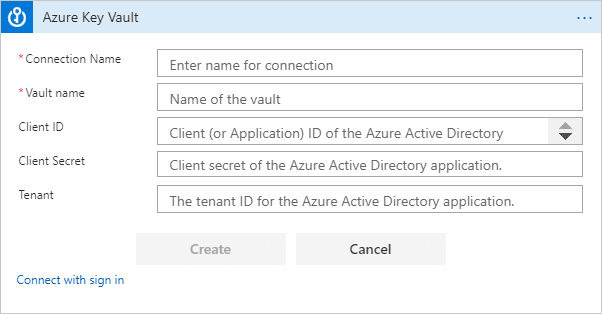 Azure Key Vault ...
* Connection Name Enter name for connection
* Vault name Name of the vault
Client ID Client (or Application) ID of the Azure Active Directory
Client Secret Client secret of the Azure Active Directory application.
Tenant The tenant ID for the Azure Active Directory application.
Create Cancel
Connect with sign in